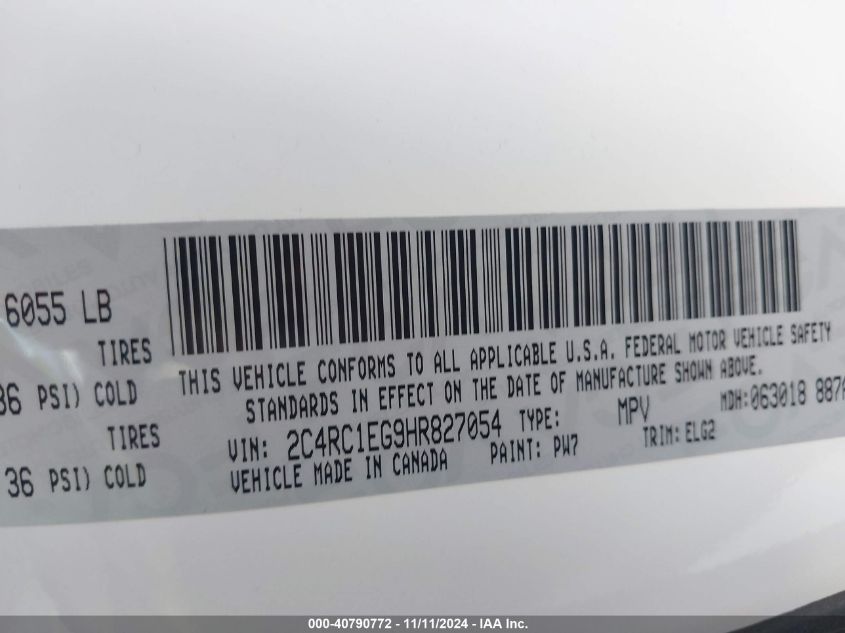 6055 LB
TIRES
36 PSI) COLD
TIRES
36 PSI) COLD
THIS VEHICLE CONFORMS TO ALL APPLICABLE U.S.A. FEDERAL MOTOR VEHICLE SAFETY
STANDARDS IN EFFECT ON THE DATE OF MANUFACTURE SHOWN ABOVE.
VIN: 2C4RC1EG9HR827054 TYPE: MPV MDH: 063018 887
VEHICLE MADE IN CANADA PAINT: PW7 TRIM: ELG2
000-40790772 - 11/11/2024 - IAA Inc.